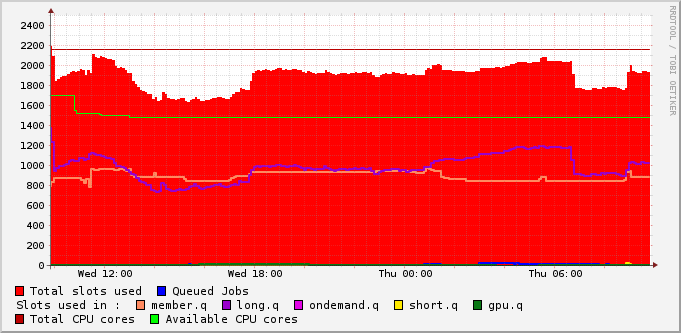 2400
2200
2000
1800
1600
1400
1200
1000
800
600
400
200
0
Wed 12:00 Wed 18:00 Thu 00:00 Thu 06:00
Total slots used Queued Jobs
Slots used in : member.q long.q ondemand.q short.q gpu.q
Total CPU cores Available CPU cores
RRDTOOL / TOBI OETIKER